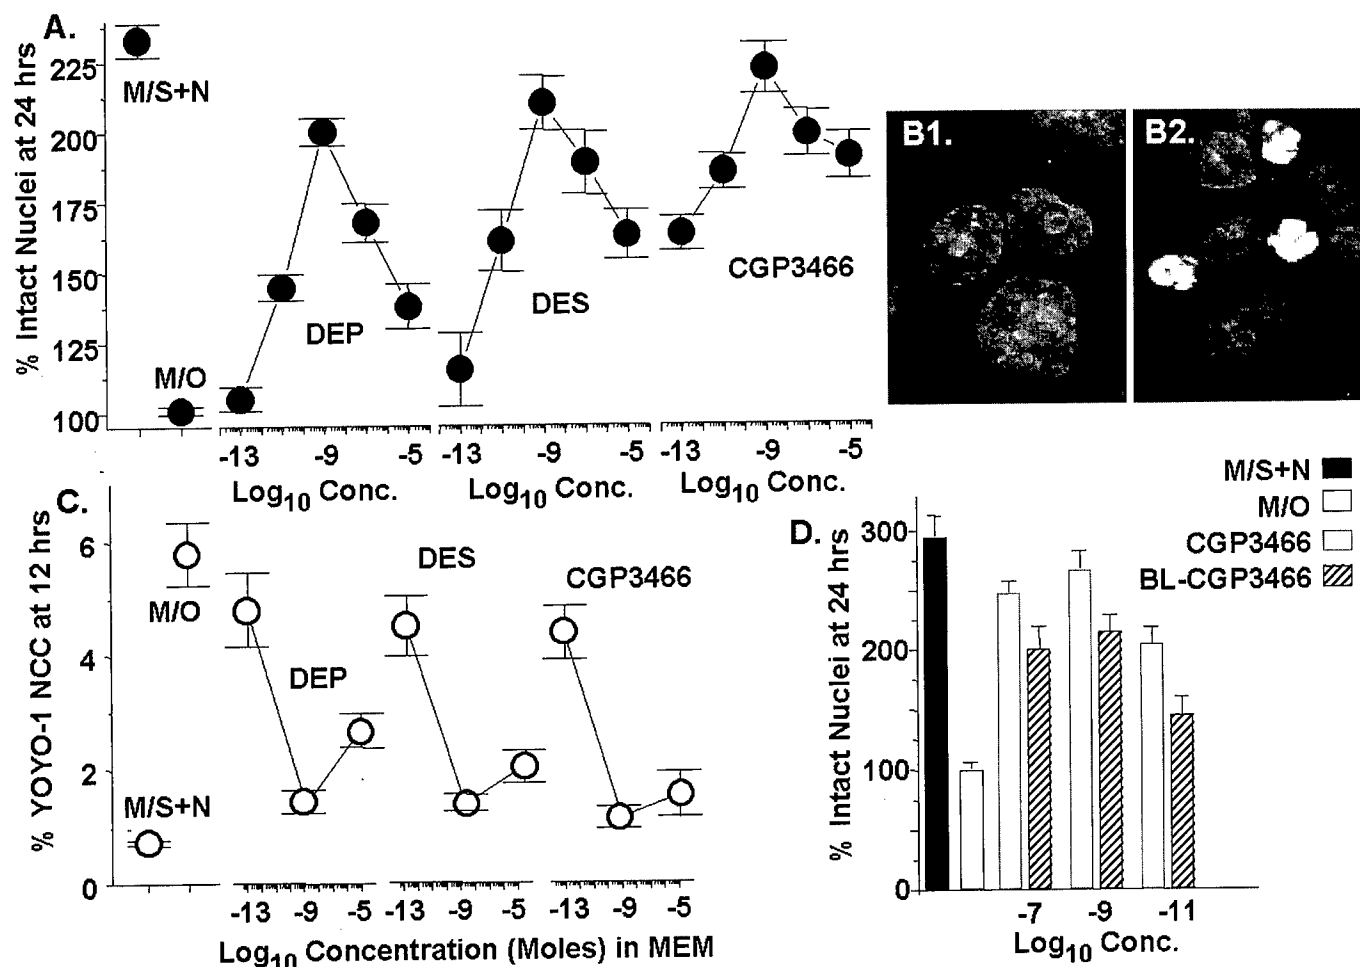 A.
% Intact Nuclei at 24 hrs
225
200
175
150
125
100
M/S+N
M/O
DEP
DES
CGP3466
-13 -9 -5 -13 -9 -5 -13 -9 -5
Log10 Conc. Log10 Conc. Log10 Conc.
B1.
B2.
C.
% YOYO-1 NCC at 12 hrs
6
4
2
0
M/O
M/S+N
DEP
DES
CGP3466
-13 -9 -5 -13 -9 -5 -13 -9 -5
Log10 Concentration (Moles) in MEM
D.
M/S+N
M/O
CGP3466
BL-CGP3466
% Intact Nuclei at 24 hrs
300
200
100
0
-7 -9 -11
Log10 Conc.